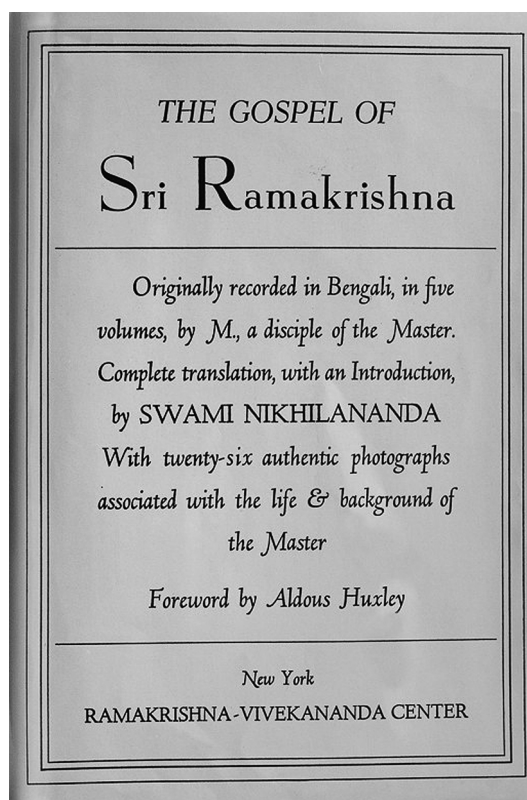 THE GOSPEL OF
Sri Ramakrishna
Originally recorded in Bengali, in five
volumes, by M., a disciple of the Master.
Complete translation, with an Introduction,
by SWAMI NIKHILANANDA
With twenty-six authentic photographs
associated with the life & background of
the Master
Foreword by Aldous Huxley
New York
RAMAKRISHNA-VIVEKANANDA CENTER